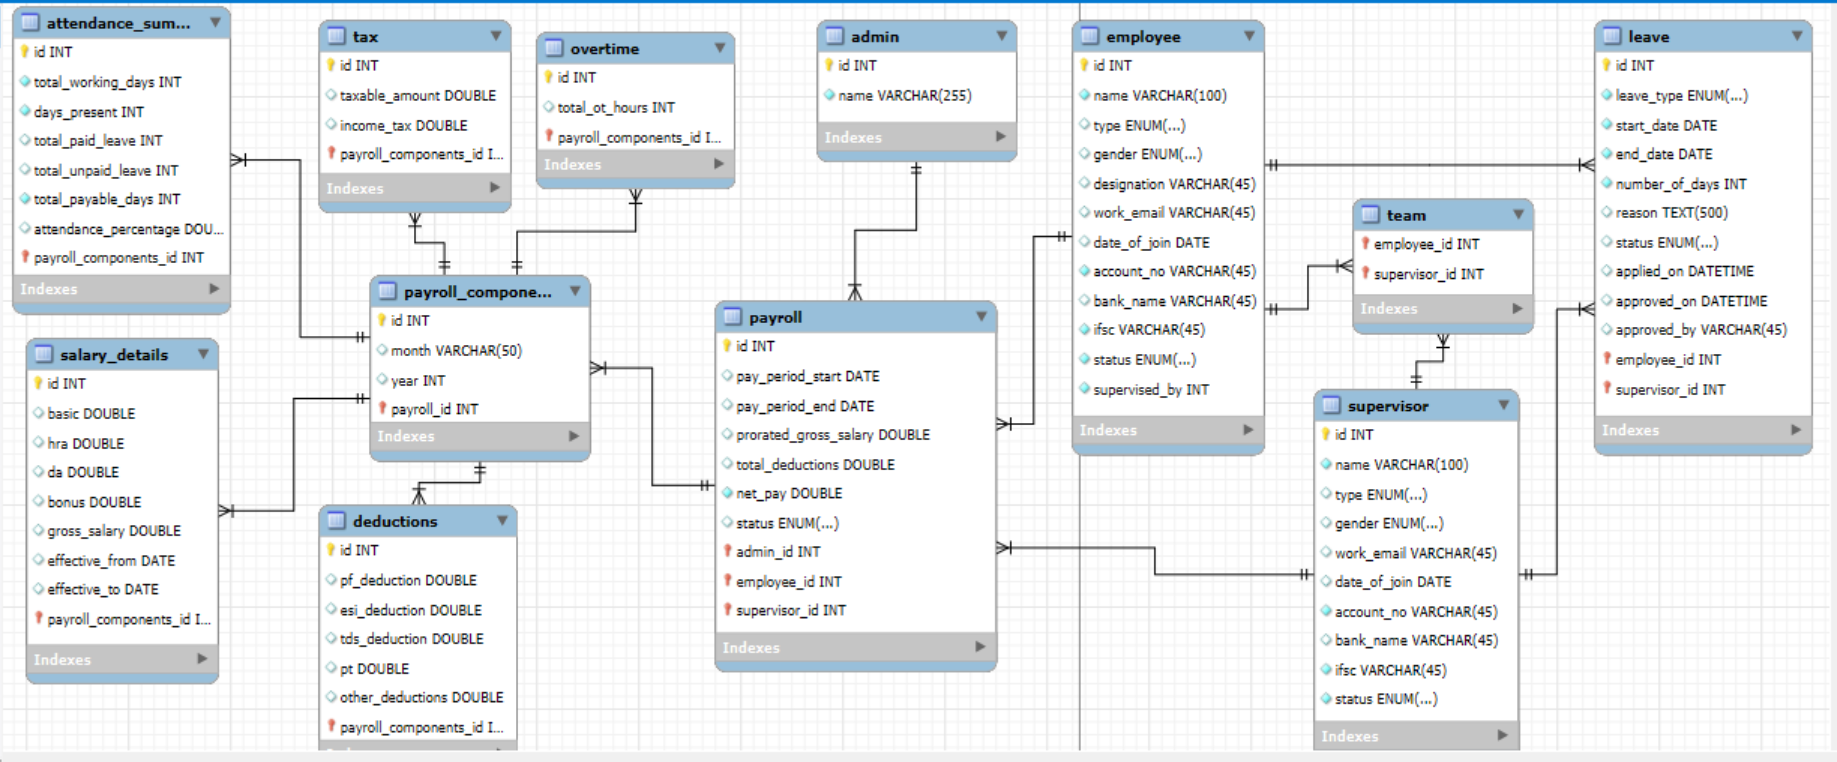 attendance_sum...
id INT
total_working_days INT
days_present INT
total_paid_leave INT
total_unpaid_leave INT
total_payable_days INT
attendance_percentage DOU...
payroll_components_id INT
Indexes
tax
id INT
taxable_amount DOUBLE
income_tax DOUBLE
payroll_components_id I...
Indexes
overtime
id INT
total_ot_hours INT
payroll_components_id I...
Indexes
admin
id INT
name VARCHAR(255)
Indexes
employee
id INT
name VARCHAR(100)
type ENUM(...)
gender ENUM(...)
designation VARCHAR(45)
work_email VARCHAR(45)
date_of_join DATE
account_no VARCHAR(45)
bank_name VARCHAR(45)
ifsc VARCHAR(45)
status ENUM(...)
supervised_by INT
Indexes
leave
id INT
leave_type ENUM(...)
start_date DATE
end_date DATE
number_of_days INT
reason TEXT(500)
status ENUM(...)
applied_on DATETIME
approved_on DATETIME
approved_by VARCHAR(45)
employee_id INT
supervisor_id INT
Indexes
team
employee_id INT
supervisor_id INT
Indexes
payroll_compone...
id INT
month VARCHAR(50)
year INT
payroll_id INT
Indexes
payroll
id INT
pay_period_start DATE
pay_period_end DATE
prorated_gross_salary DOUBLE
total_deductions DOUBLE
net_pay DOUBLE
status ENUM(...)
admin_id INT
employee_id INT
supervisor_id INT
Indexes
salary_details
id INT
basic DOUBLE
hra DOUBLE
da DOUBLE
bonus DOUBLE
gross_salary DOUBLE
effective_from DATE
effective_to DATE
payroll_components_id I...
Indexes
deductions
id INT
pf_deduction DOUBLE
esi_deduction DOUBLE
tds_deduction DOUBLE
pt DOUBLE
other_deductions DOUBLE
payroll_components_id I...
supervisor
id INT
name VARCHAR(100)
type ENUM(...)
gender ENUM(...)
work_email VARCHAR(45)
date_of_join DATE
account_no VARCHAR(45)
bank_name VARCHAR(45)
ifsc VARCHAR(45)
status ENUM(...)
Indexes